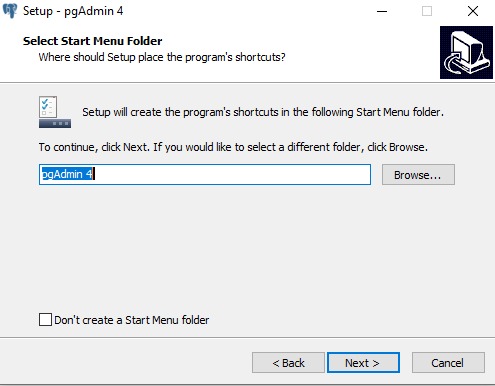 Setup - pgAdmin 4
Select Start Menu Folder
Where should Setup place the program's shortcuts?
Setup will create the program's shortcuts in the following Start Menu folder.
To continue, click Next. If you would like to select a different folder, click Browse.
pgAdmin 4
Browse...
Don't create a Start Menu folder
< Back
Next >
Cancel